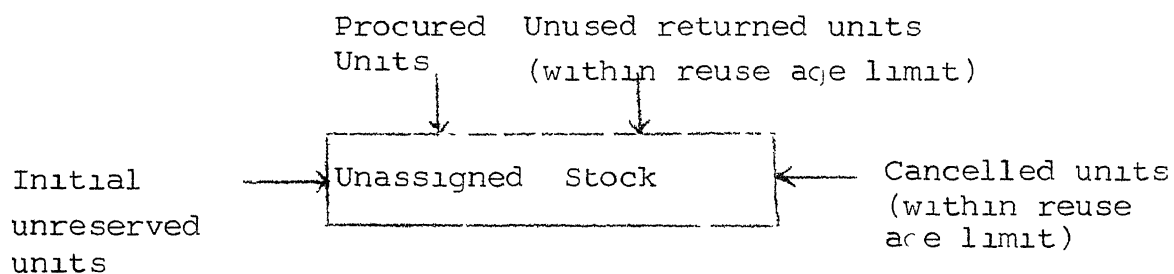 Procured Unused returned units
Units (within reuse age limit)
Unassigned Stock
Initial
unreserved
units
Cancelled units
(within reuse
age limit)